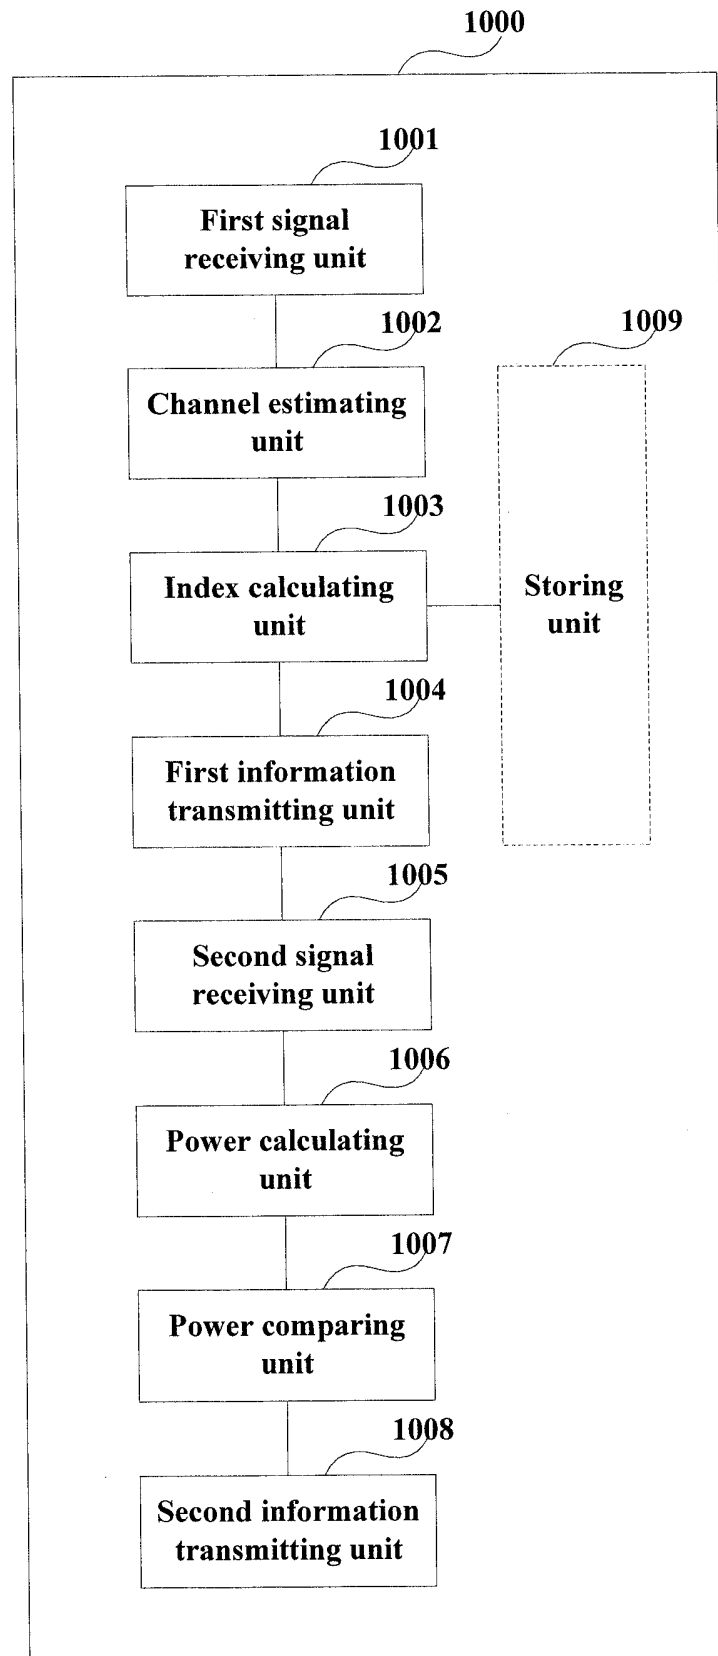 1000
1001
First signal
receiving unit
1002
1009
Channel estimating
unit
1003
Index calculating
unit
Storing
unit
1004
First information
transmitting unit
1005
Second signal
receiving unit
1006
Power calculating
unit
1007
Power comparing
unit
1008
Second information
transmitting unit